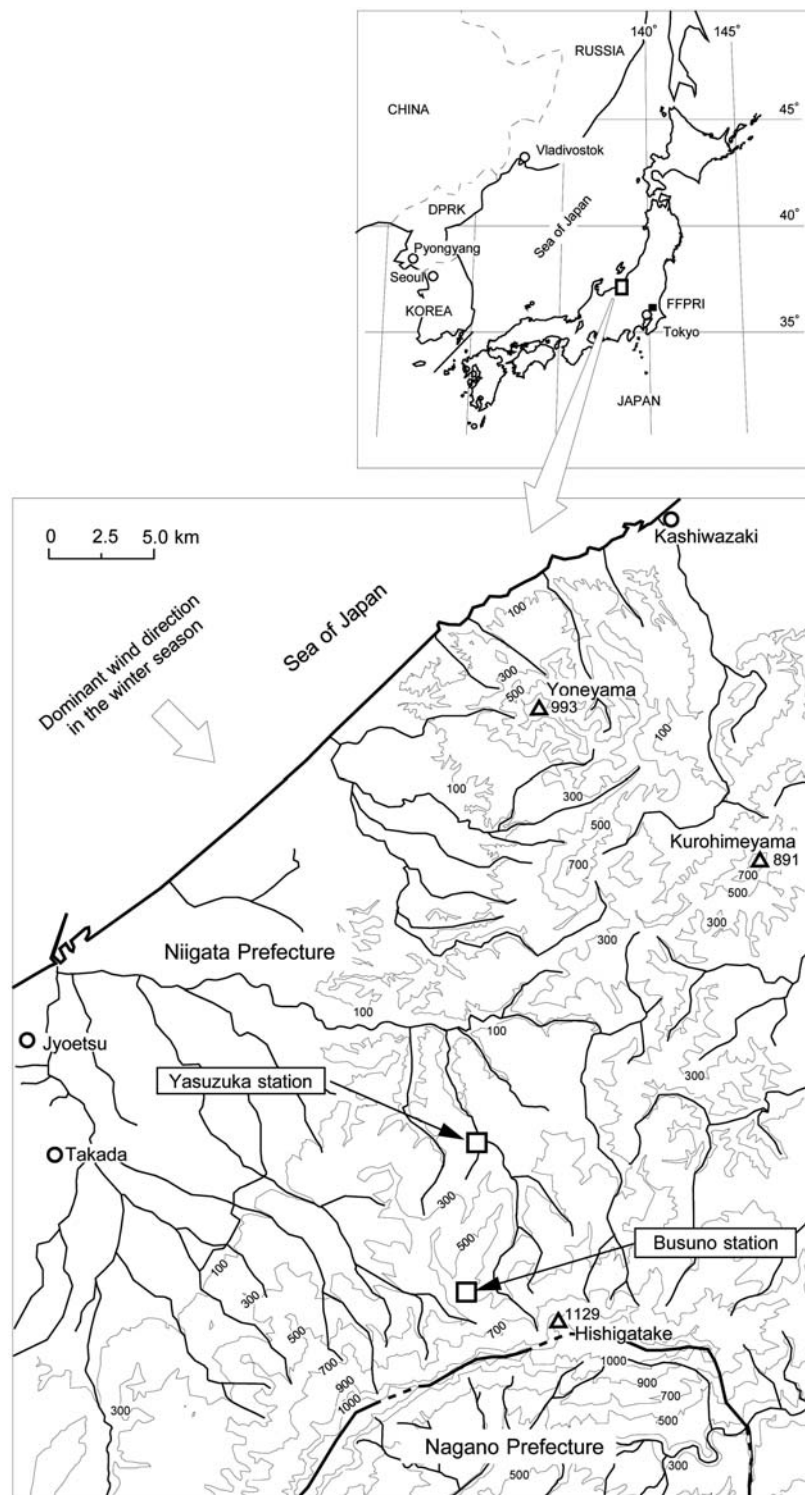 140˚
145˚
RUSSIA
45˚
CHINA
Vladivostok
DPRK
40˚
Sea of Japan
Pyongyang
Seoul
FFPRI
KOREA
35˚
Tokyo
JAPAN
0 2.5 5.0 km
Kashiwazaki
Dominant wind direction
in the winter season
Sea of Japan
100
300
500
Yoneyama
993
100
100
300
500
Kurohimeyama
891
700
700
500
300
300
Niigata Prefecture
100
100
Jyoetsu
300
Yasuzuka station
Takada
300
500
Busuno station
100
300
1129
500
700
Hishigatake
700
1000
900
900
700
1000
500
300
Nagano Prefecture
300
500